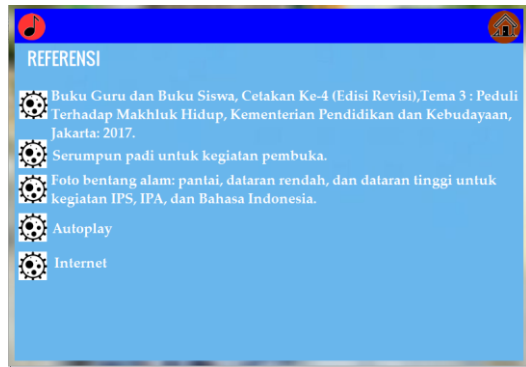 REFERENSI
Buku Guru dan Buku Siswa, Cetakan Ke-4 (Edisi Revisi),Tema 3 : Peduli
Terhadap Makhluk Hidup, Kementerian Pendidikan dan Kebudayaan,
Jakarta: 2017.
Serumpun padi untuk kegiatan pembuka.
Foto bentang alam: pantai, dataran rendah, dan dataran tinggi untuk
kegiatan IPS, IPA, dan Bahasa Indonesia.
Autoplay
Internet